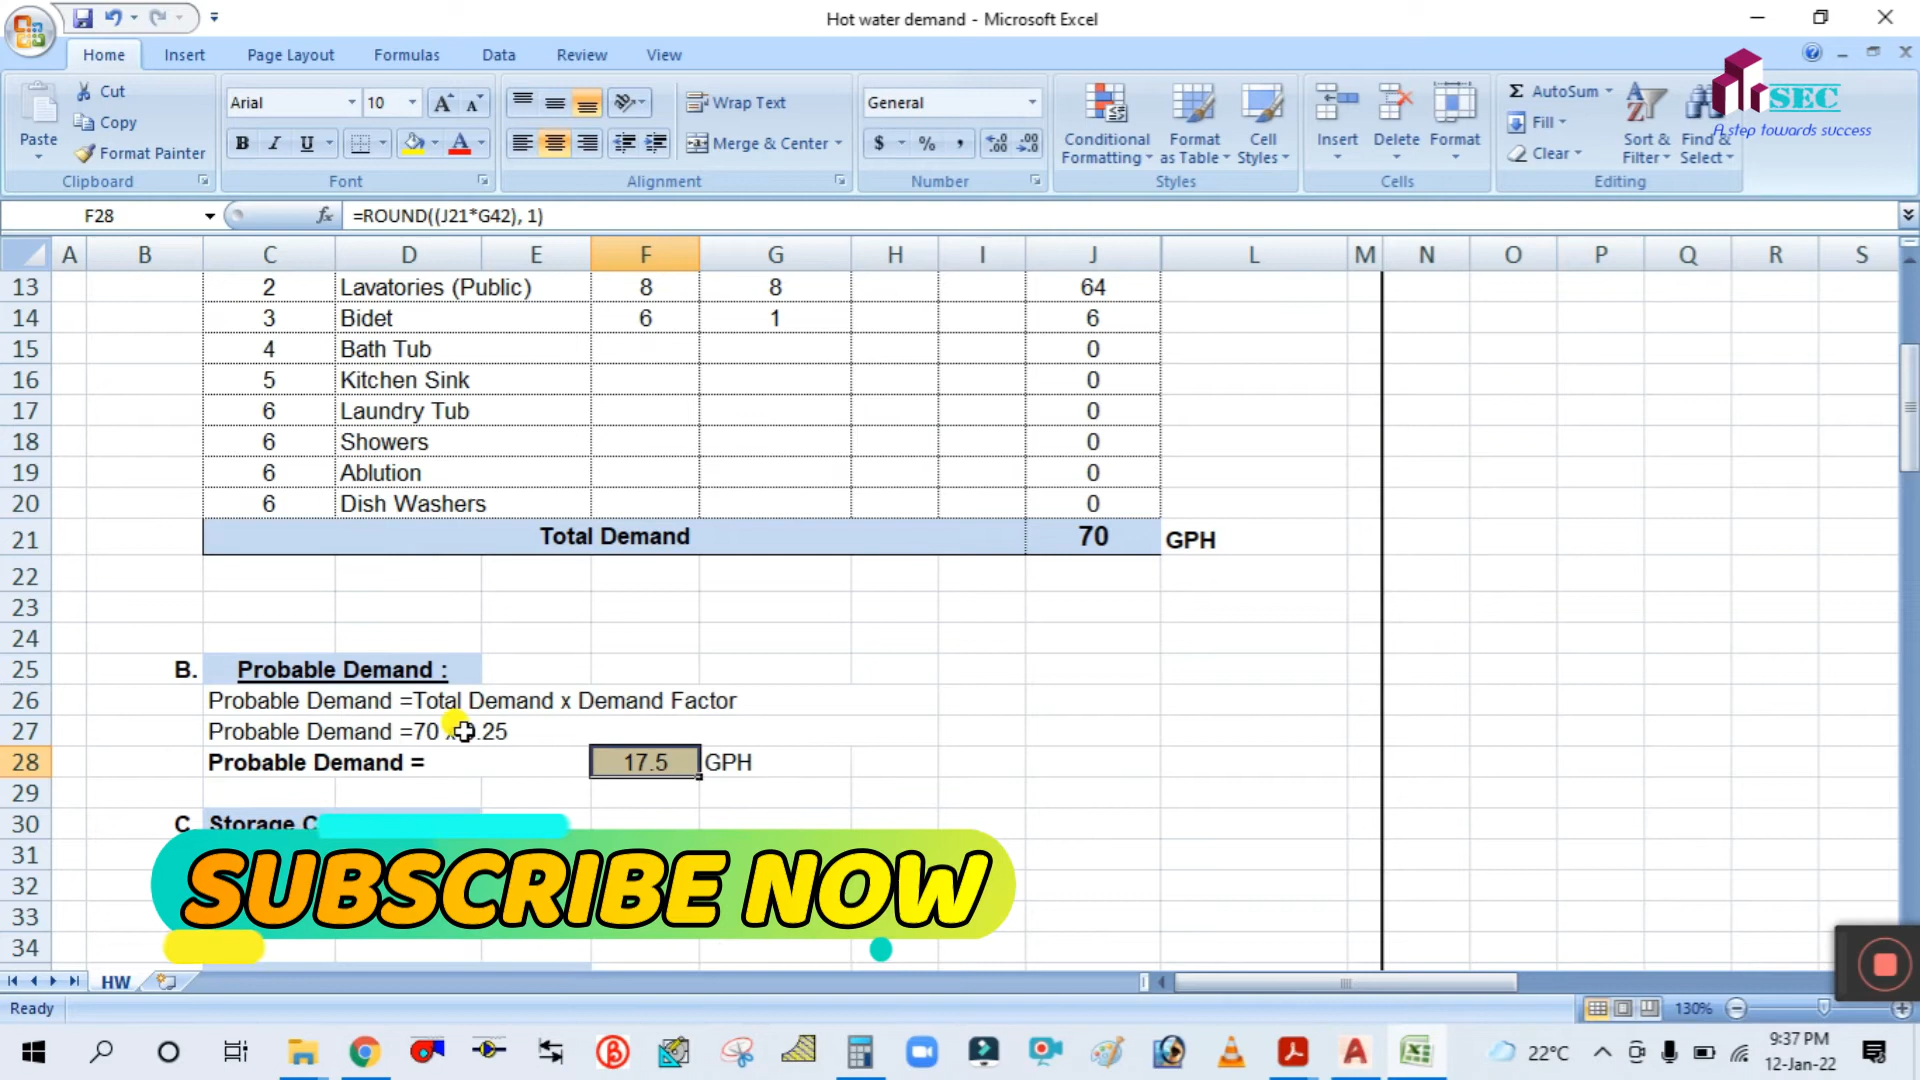 Hot water demand - Microsoft Excel
Home Insert Page Layout Formulas Data Review View
Paste
Cut
Copy
Format Painter
Clipboard
Arial 10
Font
Wrap Text
Merge & Center
Alignment
General
Number
Conditional Formatting
Format as Table
Cell Styles
Styles
Insert
Delete
Format
Cells
AutoSum
Fill
Clear
Sort & Filter
Find & Select
Editing
SEC
A step towards success
F28 fx =ROUND((J21*G42), 1)
A B C D E F G H I J L M N O P Q R S
13 2 Lavatories (Public) 8 8 64
14 3 Bidet 6 1 6
15 4 Bath Tub 0
16 5 Kitchen Sink 0
17 6 Laundry Tub 0
18 6 Showers 0
19 6 Ablution 0
20 6 Dish Washers 0
21 Total Demand 70 GPH
22
23
24
25 B. Probable Demand :
26 Probable Demand =Total Demand x Demand Factor
27 Probable Demand =70 .25
28 Probable Demand = 17.5 GPH
29
30 C. Storage C
31
32
33
34
SUBSCRIBE NOW
HW
Ready
130%
22°C
9:37 PM
12-Jan-22